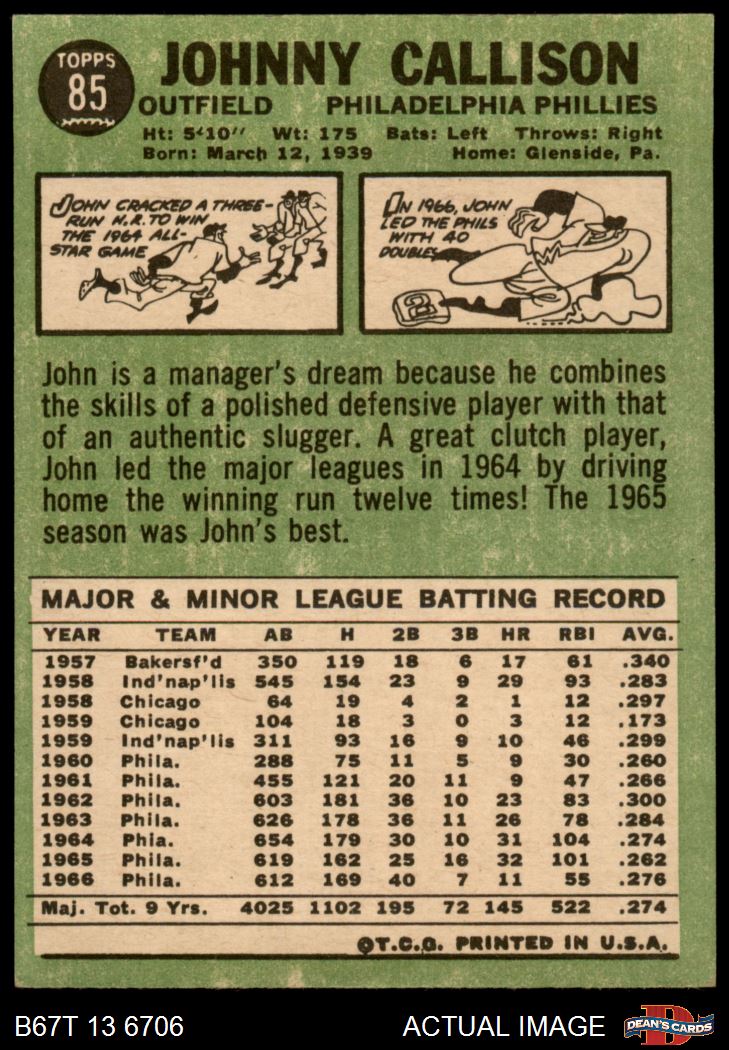 TOPPS
85
JOHNNY CALLISON
OUTFIELD PHILADELPHIA PHILLIES
Ht: 5'10" Wt: 175 Bats: Left Throws: Right
Born: March 12, 1939 Home: Glenside, Pa.
JOHN CRACKED A THREE-
RUN H.R. TO WIN
THE 1964 ALL-
STAR GAME
IN 1966, JOHN
LED THE PHILS
WITH 40
DOUBLES
2
John is a manager's dream because he combines
the skills of a polished defensive player with that
of an authentic slugger. A great clutch player,
John led the major leagues in 1964 by driving
home the winning run twelve times! The 1965
season was John's best.
MAJOR & MINOR LEAGUE BATTING RECORD
YEAR TEAM AB H 2B 3B HR RBI AVG.
1957 Bakersf'd 350 119 18 6 17 61 .340
1958 Ind'nap'lis 545 154 23 9 29 93 .283
1958 Chicago 64 19 4 2 1 12 .297
1959 Chicago 104 18 3 0 3 12 .173
1959 Ind'nap'lis 311 93 16 9 10 46 .299
1960 Phila. 288 75 11 5 9 30 .260
1961 Phila. 455 121 20 11 9 47 .266
1962 Phila. 603 181 36 10 23 83 .300
1963 Phila. 626 178 36 11 26 78 .284
1964 Phia. 654 179 30 10 31 104 .274
1965 Phila. 619 162 25 16 32 101 .262
1966 Phila. 612 169 40 7 11 55 .276
Maj. Tot. 9 Yrs. 4025 1102 195 72 145 522 .274
©T.C.G. PRINTED IN U.S.A.
B67T 13 6706 ACTUAL IMAGE
D
DEAN'S CARDS